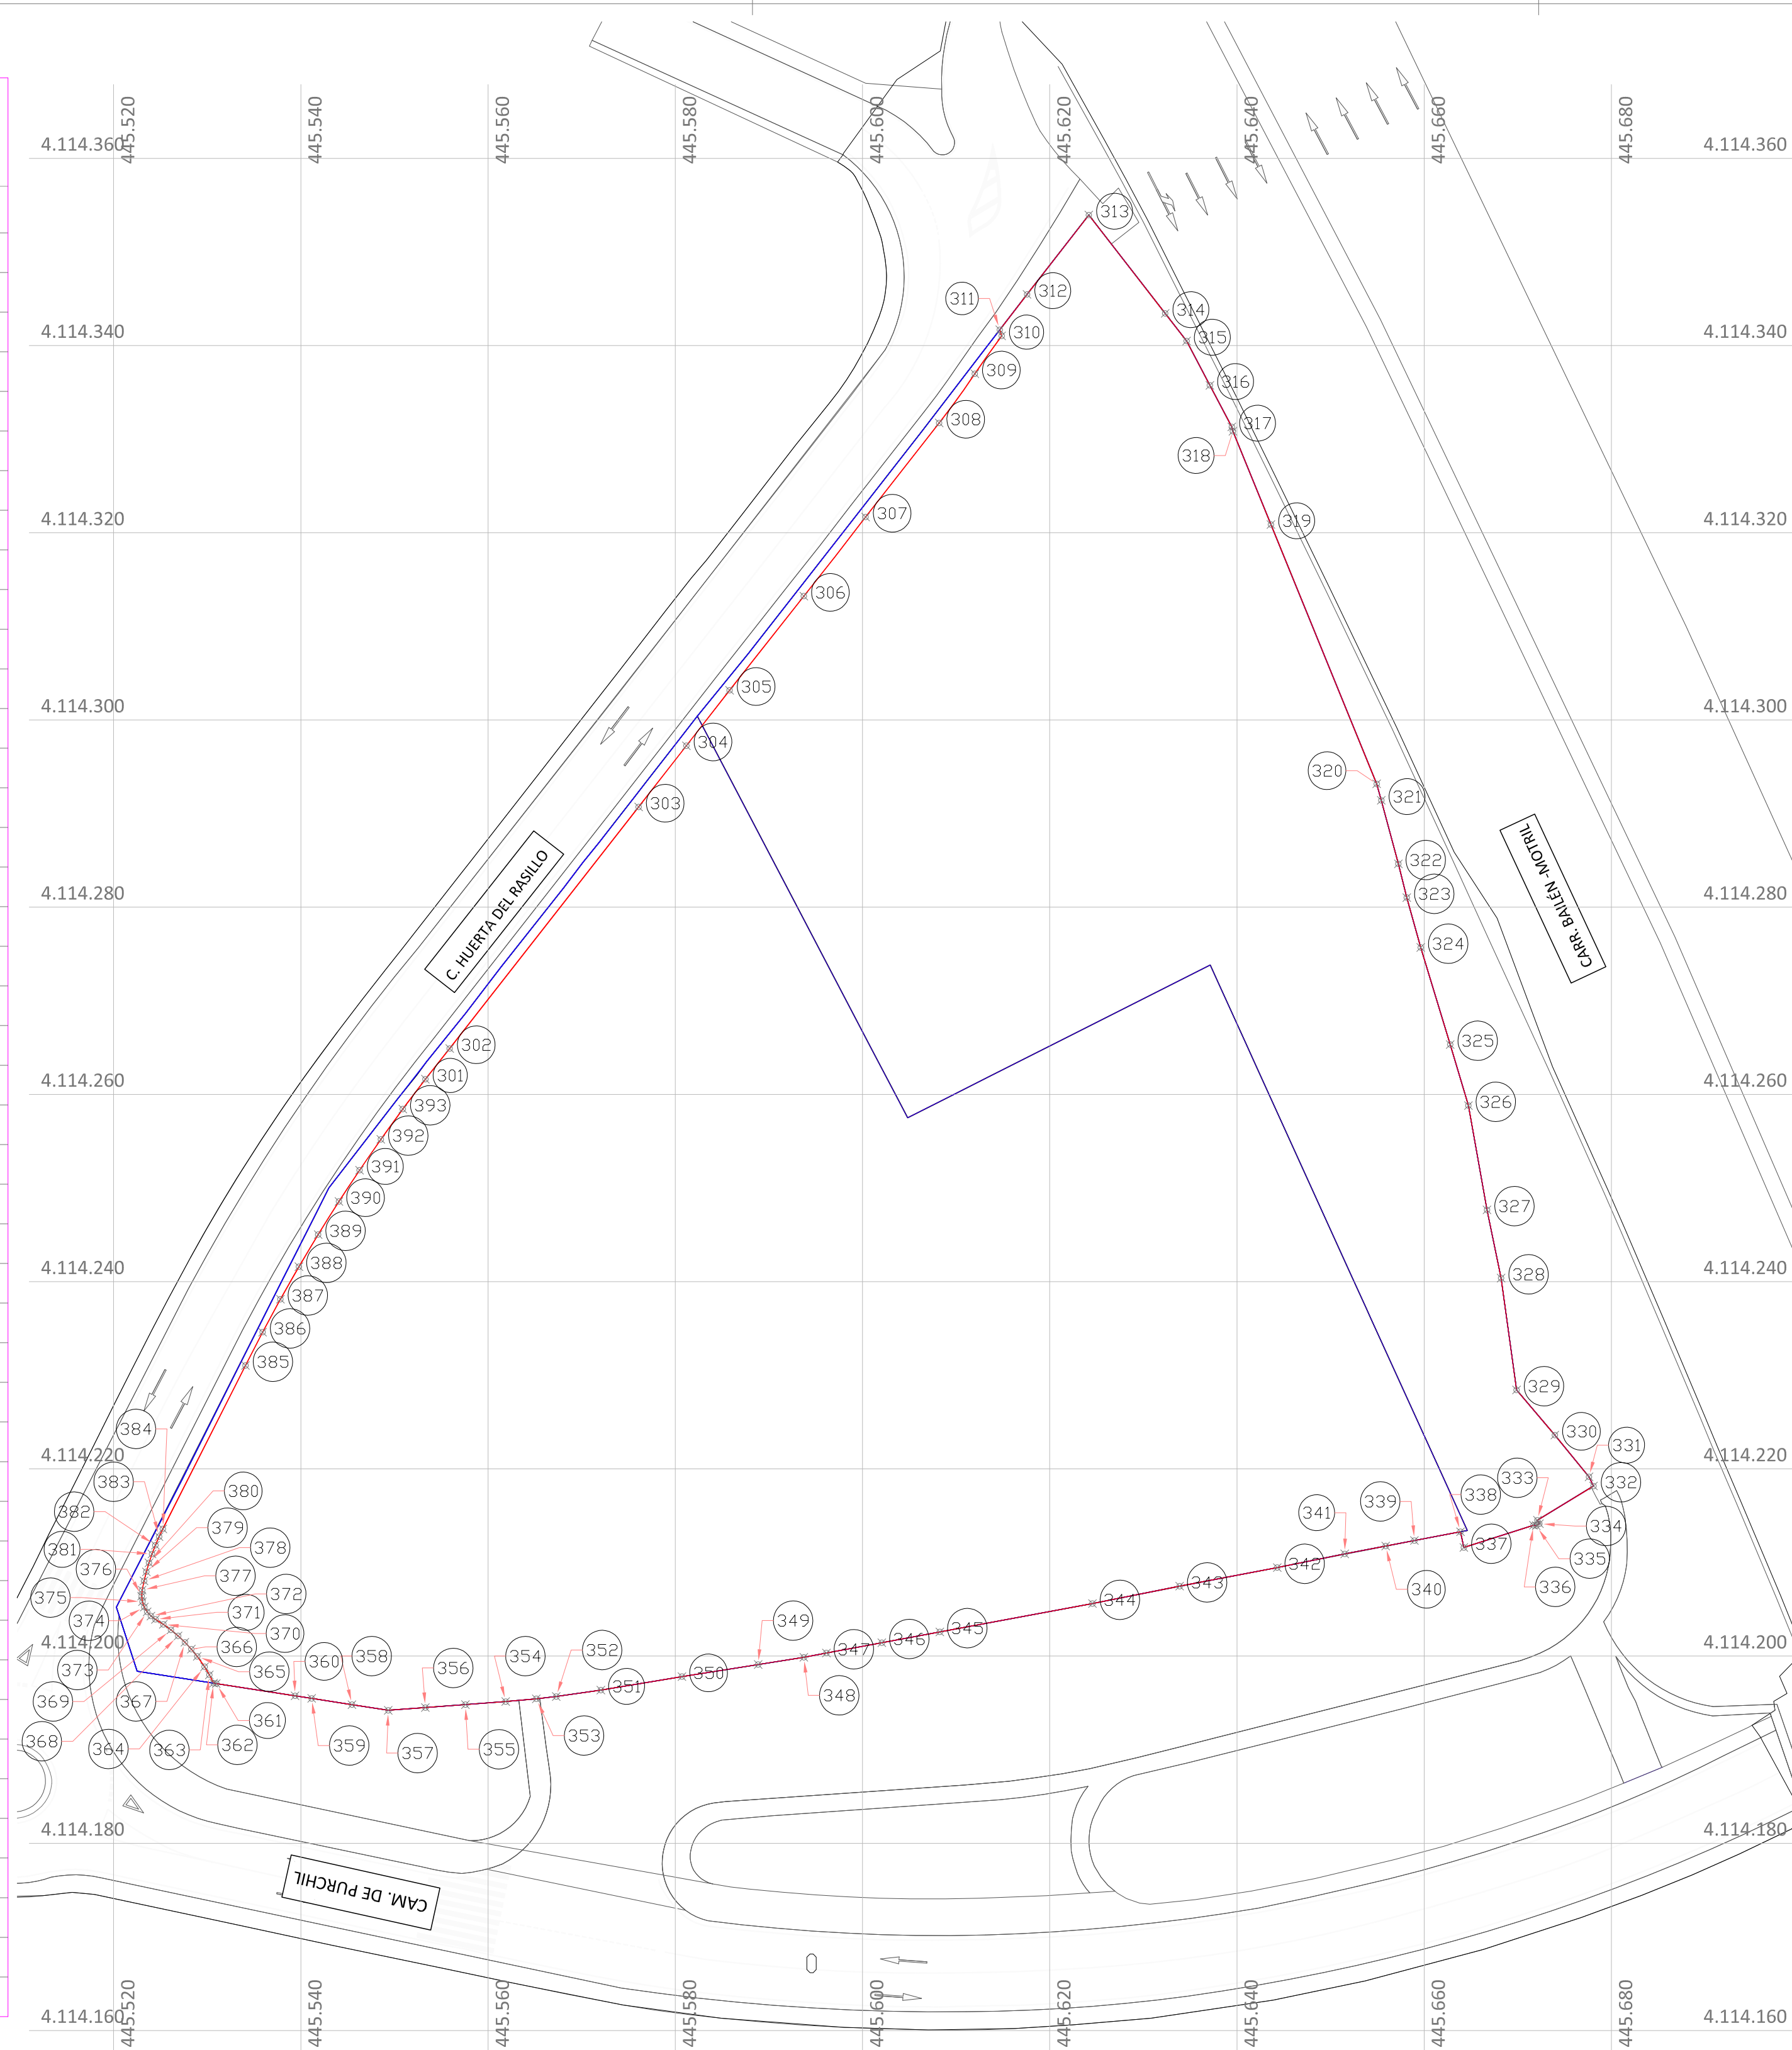 445.520 445.540 445.560 445.580 445.600 445.620 445.640 445.660 445.680
4.114.360 4.114.360
313
312
311
314
4.114.340 310 315 4.114.340
309
316
308 317
318
4.114.320 307 319 4.114.320
306
305
4.114.300 304 4.114.300
320
303 321
322
C. HUERTA DEL RASILLO
CARR. BAILÉN -MOTRIL
4.114.280 323 4.114.280
324
302 325
301
4.114.260 393 326 4.114.260
392
391
390
327
389
388
4.114.240 328 4.114.240
387
386
385 329
384 330
4.114.220 331 4.114.220
383 380 333 332
382 379 341 339 338
381 378 337 334
376 377 342 335
375 372 343 340 336
374 371 344
370 349 345
4.114.200 366 358 354 352 347 346 4.114.200
373 365 360 356 350
369 367 351 348
368 364 363 362 361 359 357 355 353
4.114.180 4.114.180
CAM. DE PURCHIL
4.114.160 4.114.160
445.520 445.540 445.560 445.580 445.600 445.620 445.640 445.660 445.680